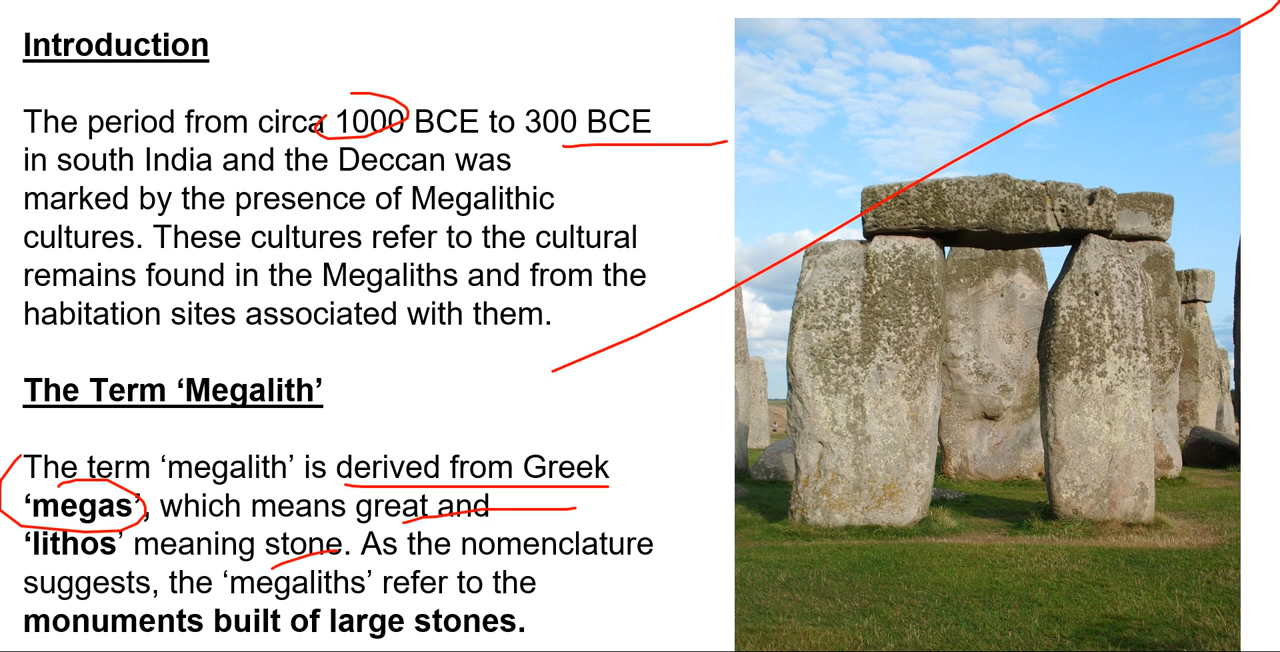 Introduction
The period from circa 1000 BCE to 300 BCE
in south India and the Deccan was
marked by the presence of Megalithic
cultures. These cultures refer to the cultural
remains found in the Megaliths and from the
habitation sites associated with them.
The Term ‘Megalith’
The term ‘megalith’ is derived from Greek
‘megas’, which means great and
‘lithos’ meaning stone. As the nomenclature
suggests, the ‘megaliths’ refer to the
monuments built of large stones.